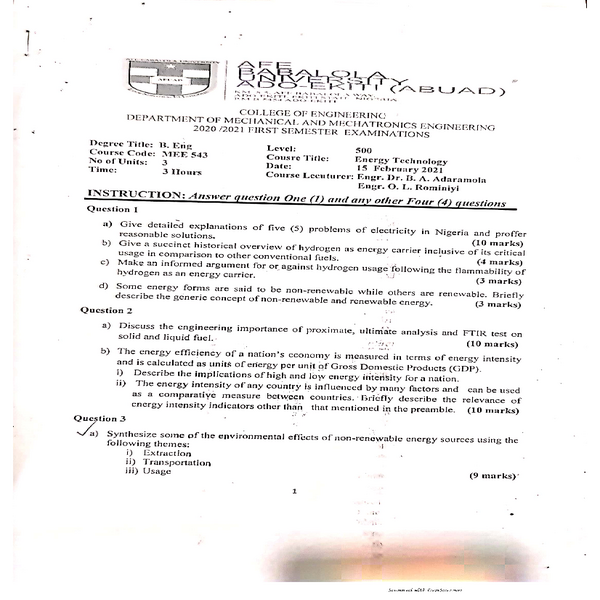 AFE BABALOLA UNIVERSITY
ABUAD
AFE
BABALOLA
UNIVERSITY
ADO-EKITI (ABUAD)
COLLEGE OF ENGINEERING
DEPARTMENT OF MECHANICAL AND MECHATRONICS ENGINEERING
2020 /2021 FIRST SEMESTER EXAMINATIONS
Degree Title: B. Eng Level: 500
Course Code: MEE 543 Cousre Title: Energy Technology
No of Units: 3 Date: 15 February 2021
Time: 3 Hours Course Lecuturer: Engr. Dr. B. A. Adaramola
Engr. O. L. Rominiyi
INSTRUCTION: Answer question One (1) and any other Four (4) questions
Question 1
a) Give detailed explanations of five (5) problems of electricity in Nigeria and proffer
reasonable solutions. (10 marks)
b) Give a succinct historical overview of hydrogen as energy carrier inclusive of its critical
usage in comparison to other conventional fuels. (4 marks)
c) Make an informed argument for or against hydrogen usage following the flammability of
hydrogen as an energy carrier. (3 marks)
d) Some energy forms are said to be non-renewable while others are renewable. Briefly
describe the generic concept of non-renewable and renewable energy. (3 marks)
Question 2
a) Discuss the engineering importance of proximate, ultimate analysis and FTIR test on
solid and liquid fuel. (10 marks)
b) The energy efficiency of a nation's economy is measured in terms of energy intensity
and is calculated as units of energy per unit of Gross Domestic Products (GDP).
i) Describe the implications of high and low energy intensity for a nation.
ii) The energy intensity of any country is influenced by many factors and can be used
as a comparative measure between countries. Briefly describe the relevance of
energy intensity indicators other than that mentioned in the preamble. (10 marks)
Question 3
a) Synthesize some of the environmental effects of non-renewable energy sources using the
following themes:
i) Extraction
ii) Transportation
iii) Usage (9 marks)
1
Scanned with CamScanner